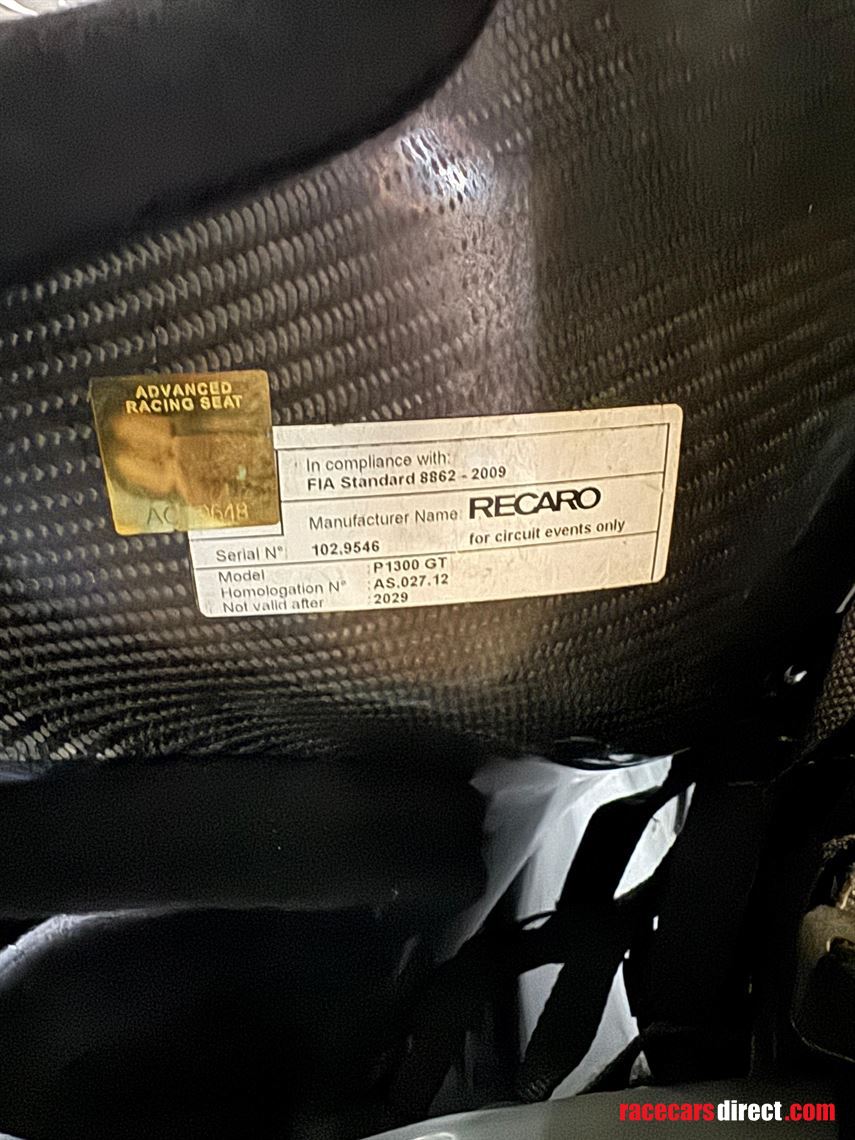 ADVANCED
RACING SEAT
In compliance with:
FIA Standard 8862 - 2009
Manufacturer Name: RECARO
for circuit events only
Serial N° 102.9546
Model : P1300 GT
Homologation N° : AS.027.12
Not valid after : 2029
racecarsdirect.com